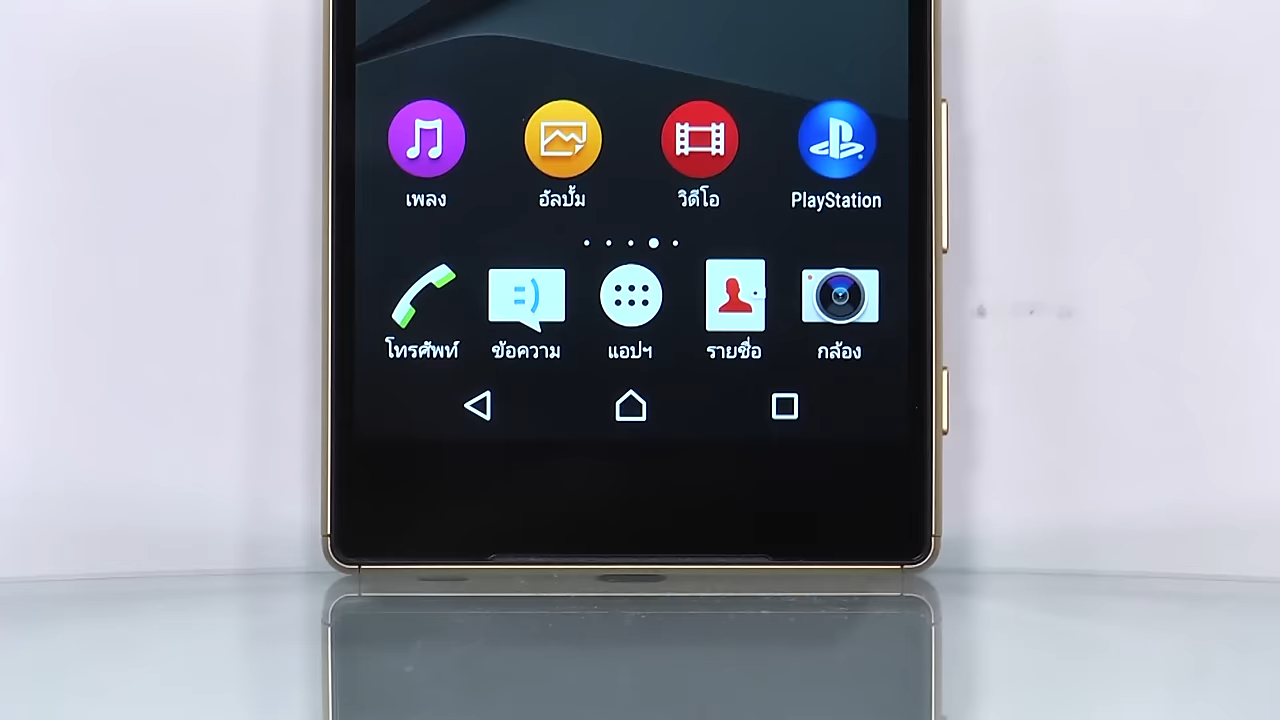 เพลง อัลบั้ม วิดีโอ PlayStation
โทรศัพท์ ข้อความ แอปฯ รายชื่อ กล้อง